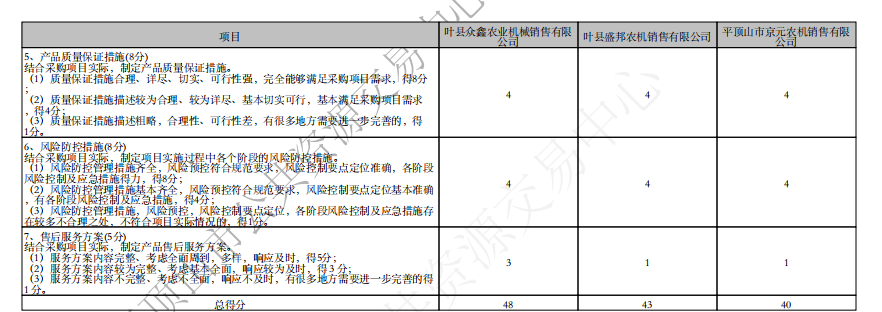 项目 叶县众鑫农业机械销售有限公司 叶县盛邦农机销售有限公司 平顶山市京元农机销售有限公司
5、产品质量保证措施(8分)
结合采购项目实际，制定产品质量保证措施。
（1）质量保证措施合理、详尽、切实、可行性强，完全能够满足采购项目需求，得8分
；
（2）质量保证措施描述较为合理、较为详尽、基本切实可行，基本满足采购项目需求
，得4分；
（3）质量保证措施描述粗略，合理性、可行性差，有很多地方需要进一步完善的，得
1分。
4 4 4
6、风险防控措施(8分)
结合采购项目实际，制定项目实施过程中各个阶段的风险防控措施。
（1）风险防控管理措施齐全，风险预控符合规范要求，风险控制要点定位准确，各阶段
风险控制及应急措施得力，得8分；
（2）风险防控管理措施基本齐全，风险预控符合规范要求，风险控制要点定位基本准确
，有各阶段风险控制及应急措施，得4分；
（3）风险防控管理措施，风险预控，风险控制要点定位，各阶段风险控制及应急措施存
在较多不合理之处，不符合项目实际情况的，得1分。
4 4 4
7、售后服务方案(5分)
结合采购项目实际，制定产品售后服务方案。
（1）服务方案内容完整、考虑全面周到，多样，响应及时，得5分；
（2）服务方案内容较为完整、考虑基本全面，响应较为及时，得３分；
（3）服务方案内容不完整、考虑不全面，响应不及时，有很多地方需要进一步完善的得
１分。
3 1 1
总得分 48 43 40
顶山市公共资源交易中心
共资源交易中心